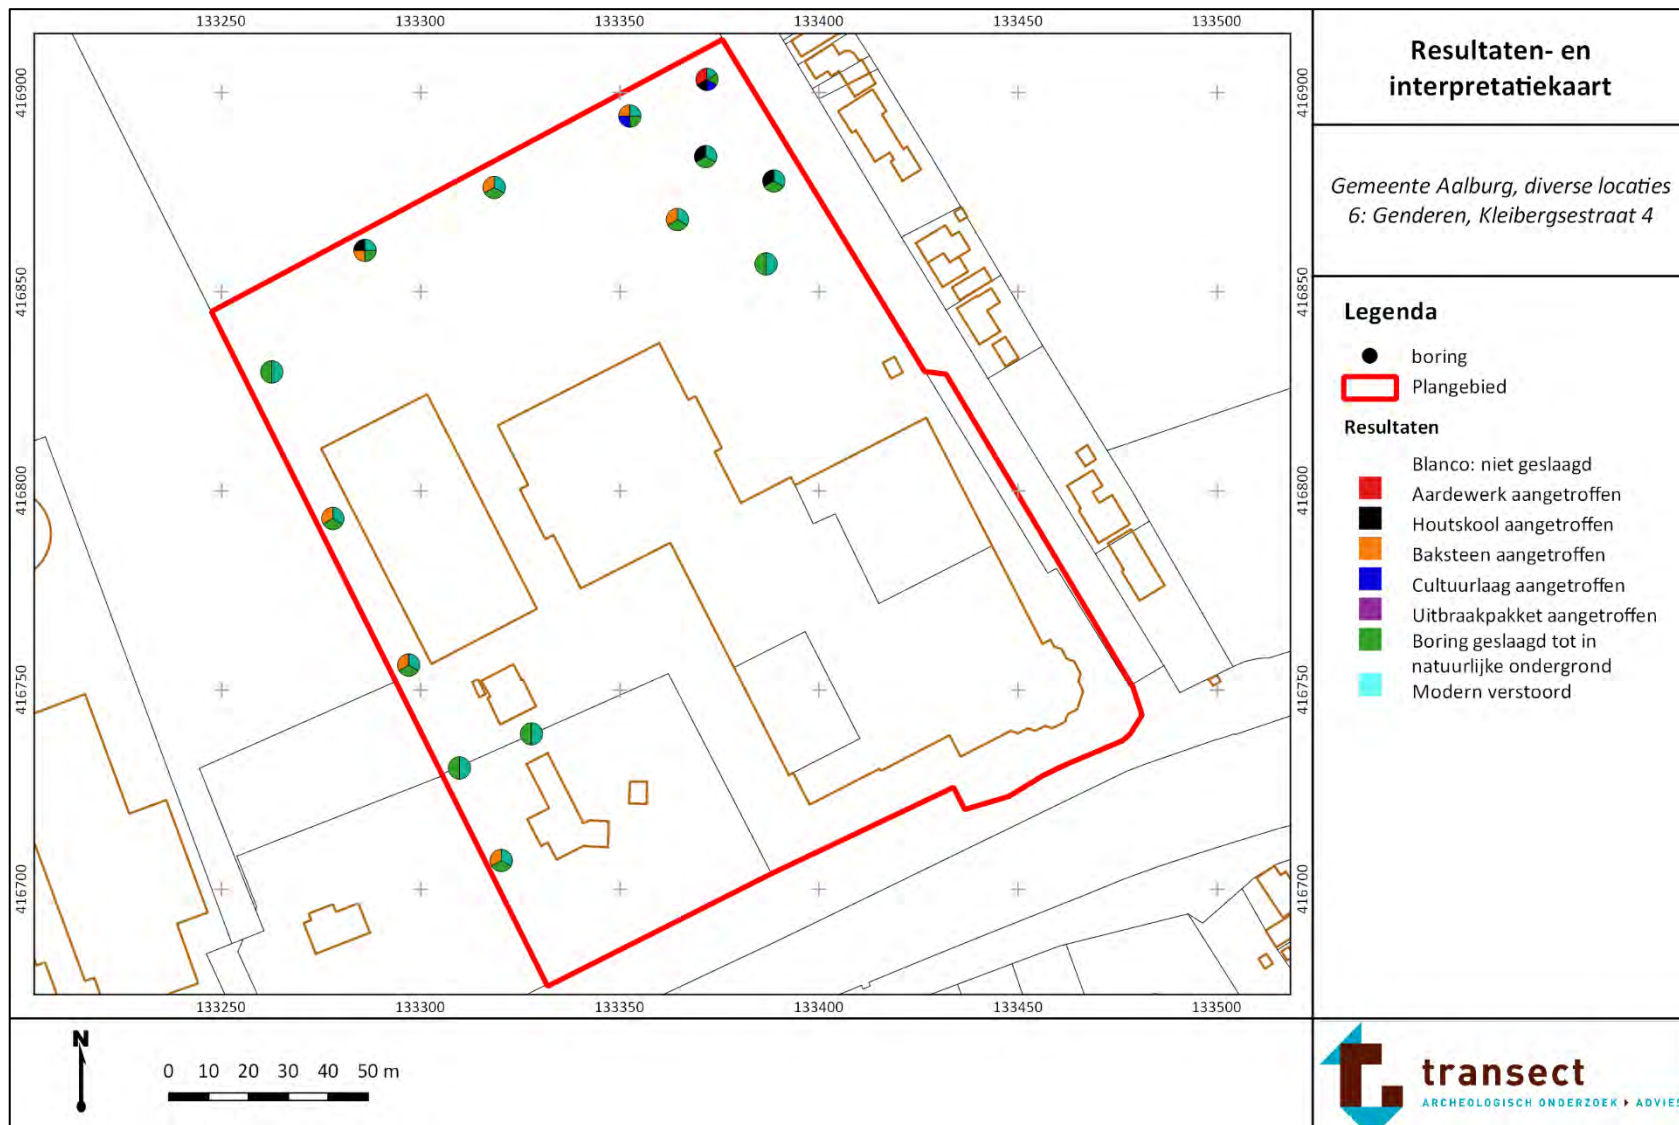 133250 133300 133350 133400 133450 133500
416900 416900
416850 416850
416800 416800
416750 416750
416700 416700
133250 133300 133350 133400 133450 133500
N
0 10 20 30 40 50 m
Resultaten- en
interpretatiekaart
Gemeente Aalburg, diverse locaties
6: Genderen, Kleibergsestraat 4
Legenda
boring
Plangebied
Resultaten
Blanco: niet geslaagd
Aardewerk aangetroffen
Houtskool aangetroffen
Baksteen aangetroffen
Cultuurlaag aangetroffen
Uitbraakpakket aangetroffen
Boring geslaagd tot in
natuurlijke ondergrond
Modern verstoord
transect
ARCHEOLOGISCH ONDERZOEK ▸ ADVIES